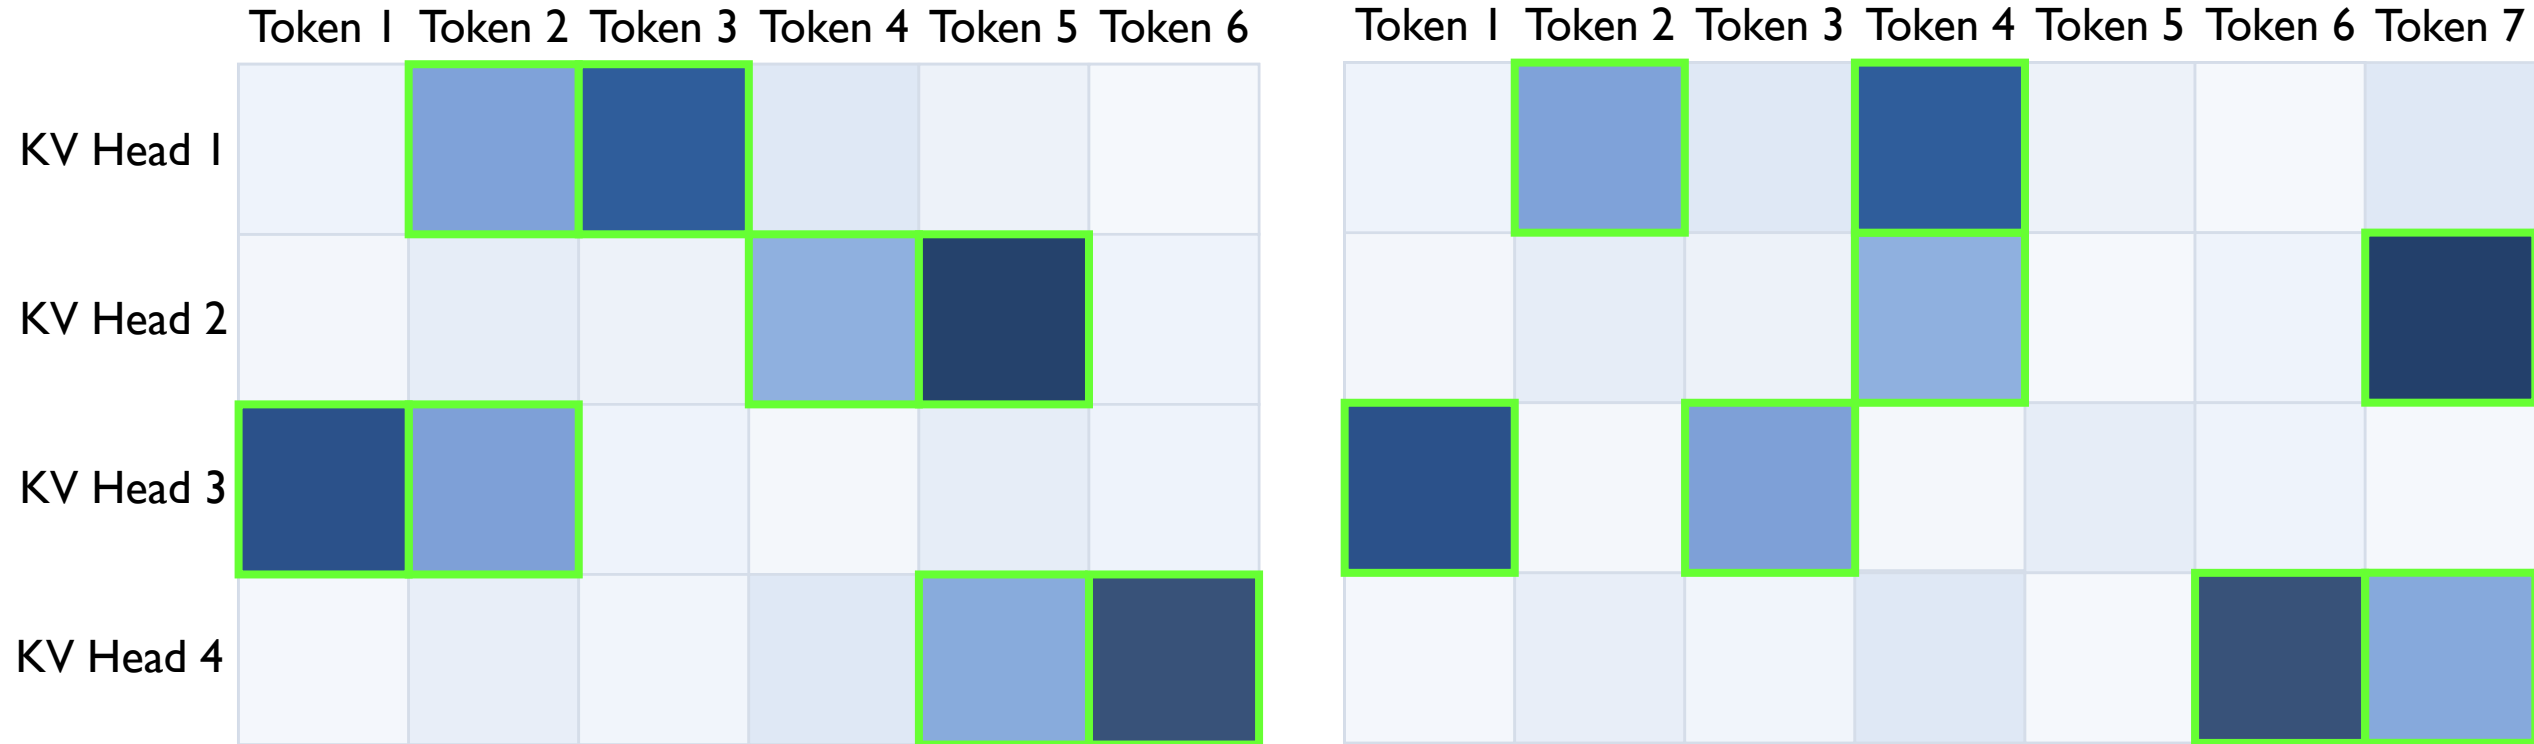 Token 1 Token 2 Token 3 Token 4 Token 5 Token 6
Token 1 Token 2 Token 3 Token 4 Token 5 Token 6 Token 7
KV Head 1
KV Head 2
KV Head 3
KV Head 4